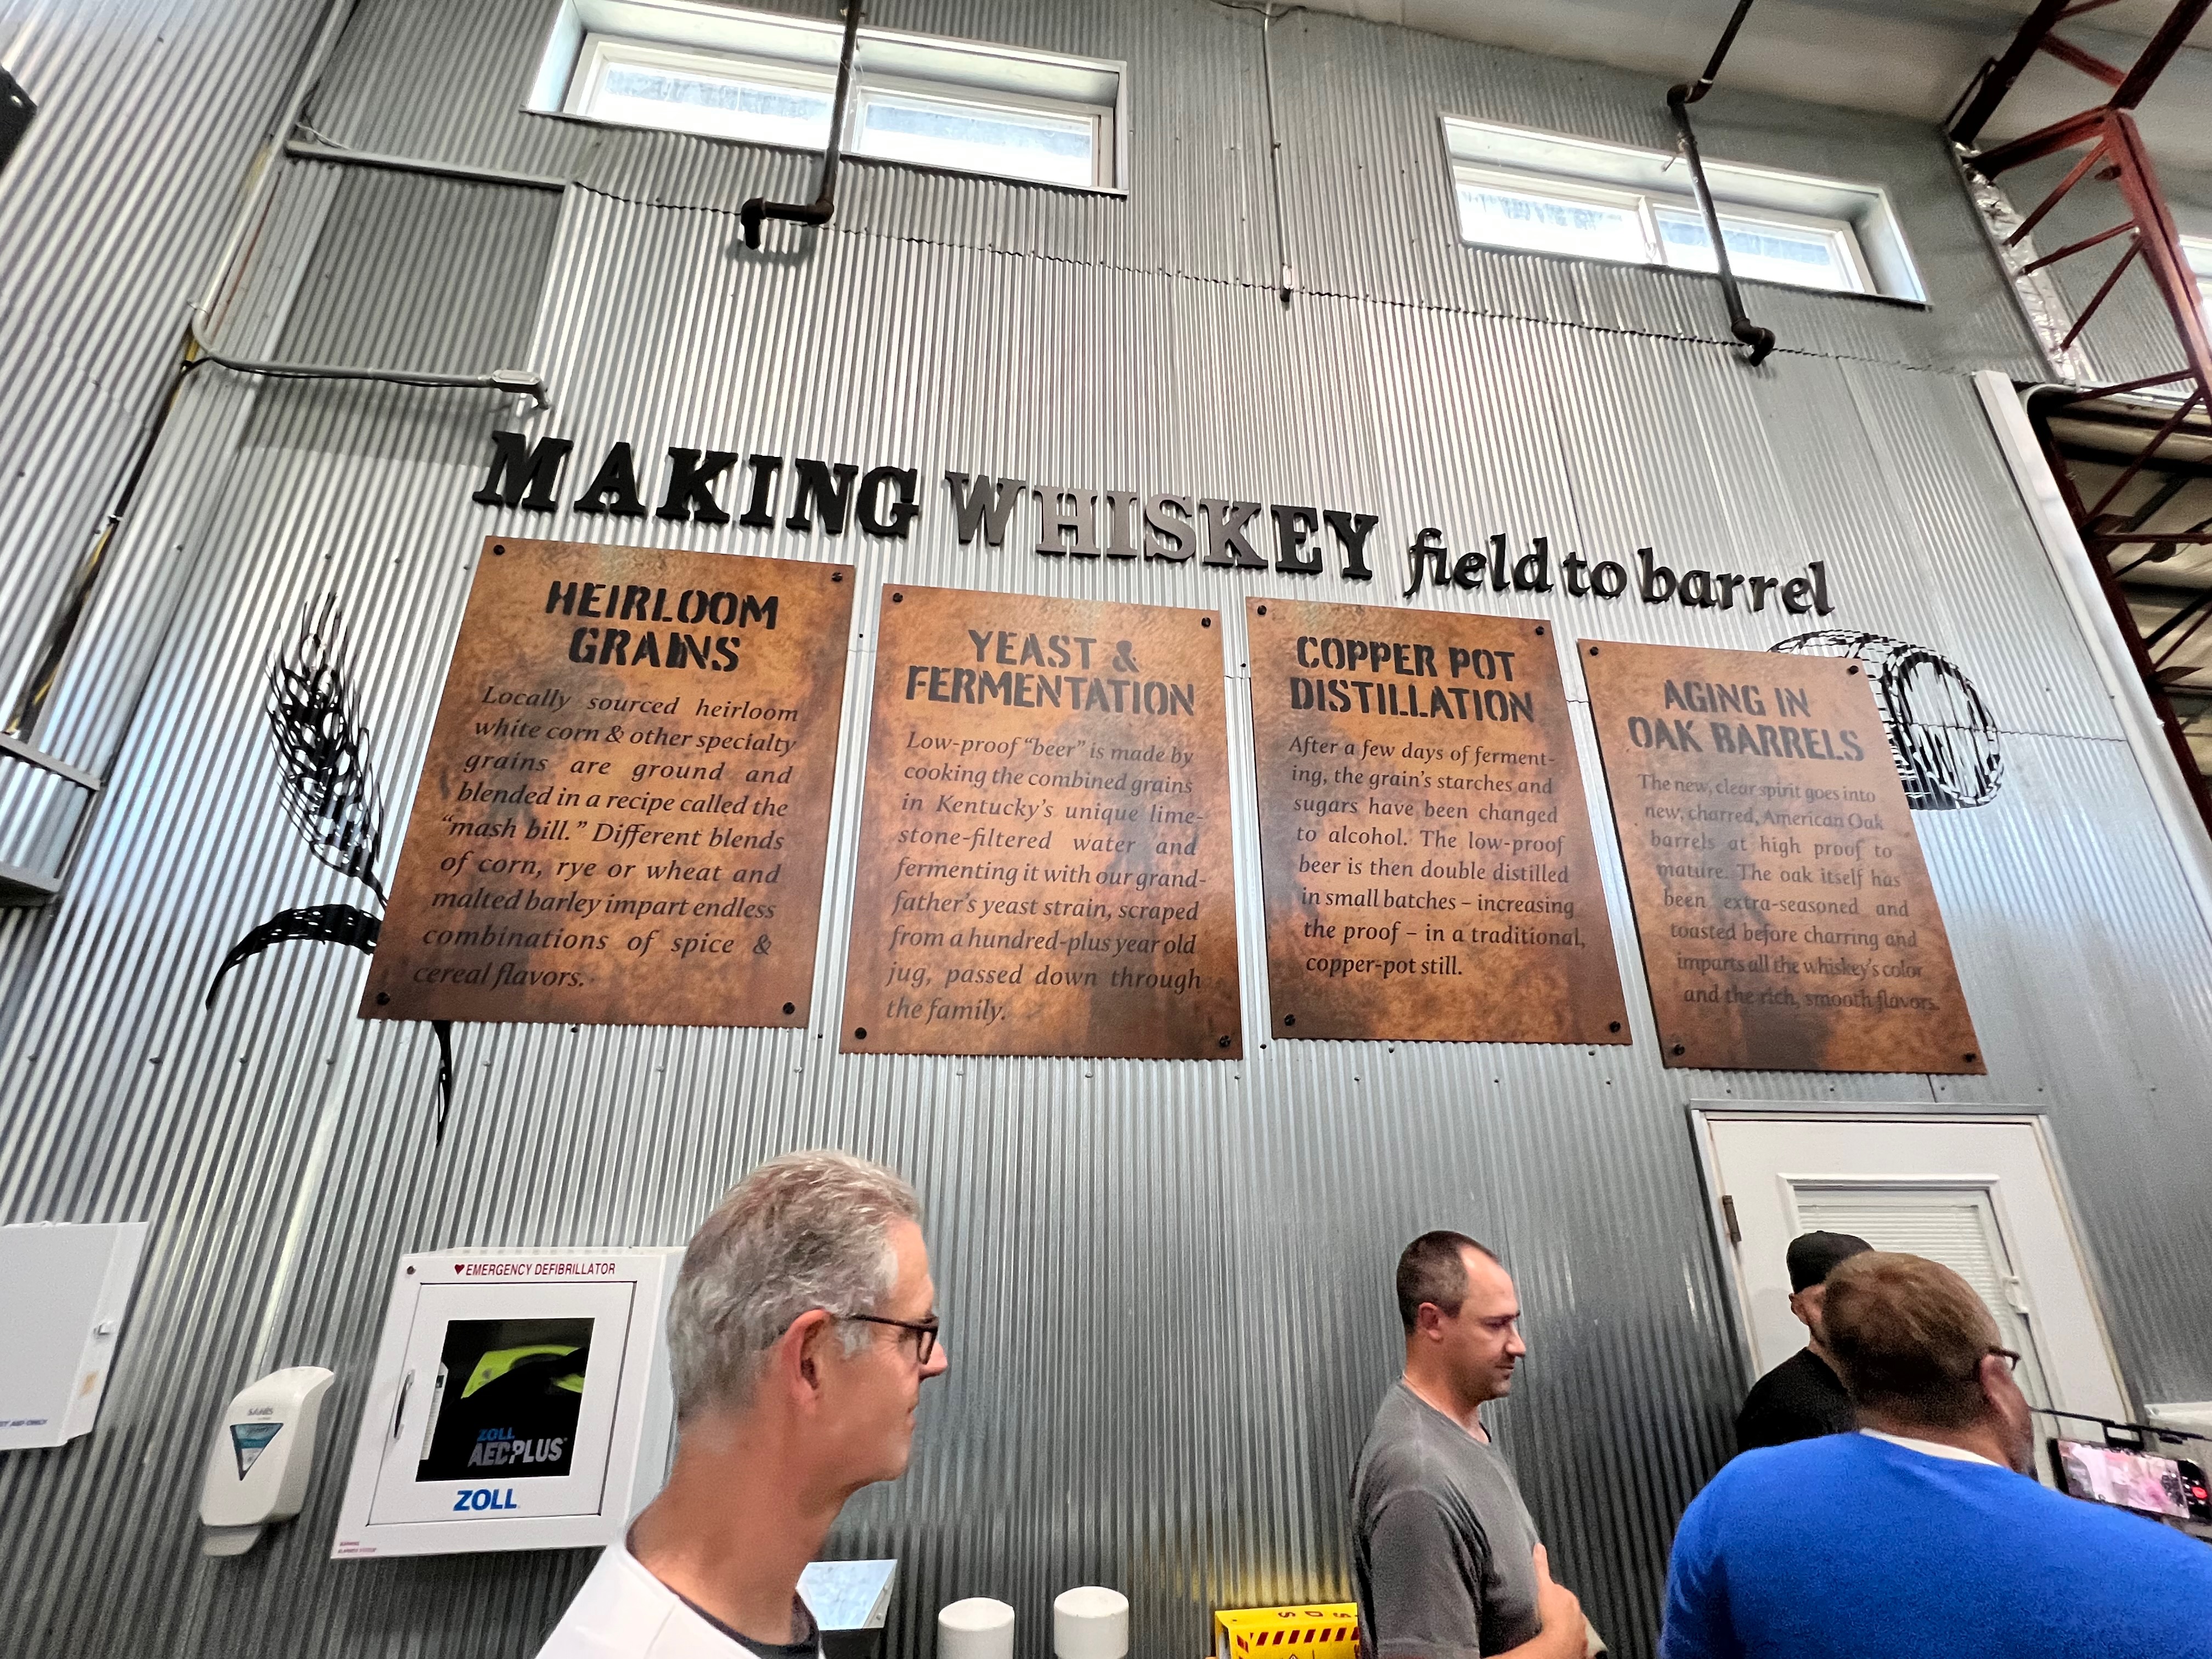 MAKING WHISKEY field to barrel
HEIRLOOM
GRAINS
Locally sourced heirloom
white corn & other specialty
grains are ground and
blended in a recipe called the
“mash bill.” Different blends
of corn, rye or wheat and
malted barley impart endless
combinations of spice &
cereal flavors.
YEAST &
FERMENTATION
Low-proof “beer” is made by
cooking the combined grains
in Kentucky’s unique lime-
stone-filtered water and
fermenting it with our grand-
father’s yeast strain, scraped
from a hundred-plus year old
jug, passed down through
the family.
COPPER POT
DISTILLATION
After a few days of ferment-
ing, the grain’s starches and
sugars have been changed
to alcohol. The low-proof
beer is then double distilled
in small batches – increasing
the proof – in a traditional,
copper-pot still.
AGING IN
OAK BARRELS
The new, clear spirit goes into
new, charred, American Oak
barrels at high proof to
mature. The oak itself has
been extra-seasoned and
toasted before charring and
imparts all the whiskey’s color
and the rich, smooth flavors.
EMERGENCY DEFIBRILLATOR
ZOLL
AED PLUS
ZOLL